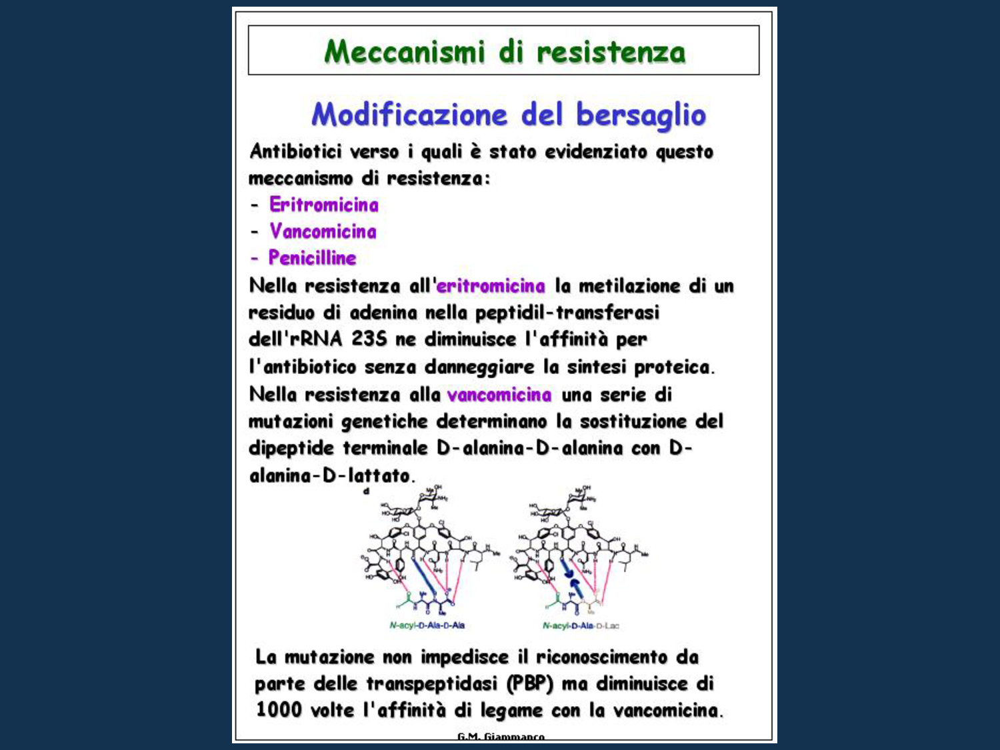 Meccanismi di resistenza
Modificazione del bersaglio
Antibiotici verso i quali è stato evidenziato questo
meccanismo di resistenza:
- Eritromicina
- Vancomicina
- Penicilline
Nella resistenza all'eritromicina la metilazione di un
residuo di adenina nella peptidil-transferasi
dell'rRNA 23S ne diminuisce l'affinità per
l'antibiotico senza danneggiare la sintesi proteica.
Nella resistenza alla vancomicina una serie di
mutazioni genetiche determinano la sostituzione del
dipeptide terminale D-alanina-D-alanina con D-
alanina-D-lattato.
d
N-acyl-D-Ala-D-Ala
N-acyl-D-Ala-D-Lac
La mutazione non impedisce il riconoscimento da
parte delle transpeptidasi (PBP) ma diminuisce di
1000 volte l'affinità di legame con la vancomicina.
G.M. Giammanco